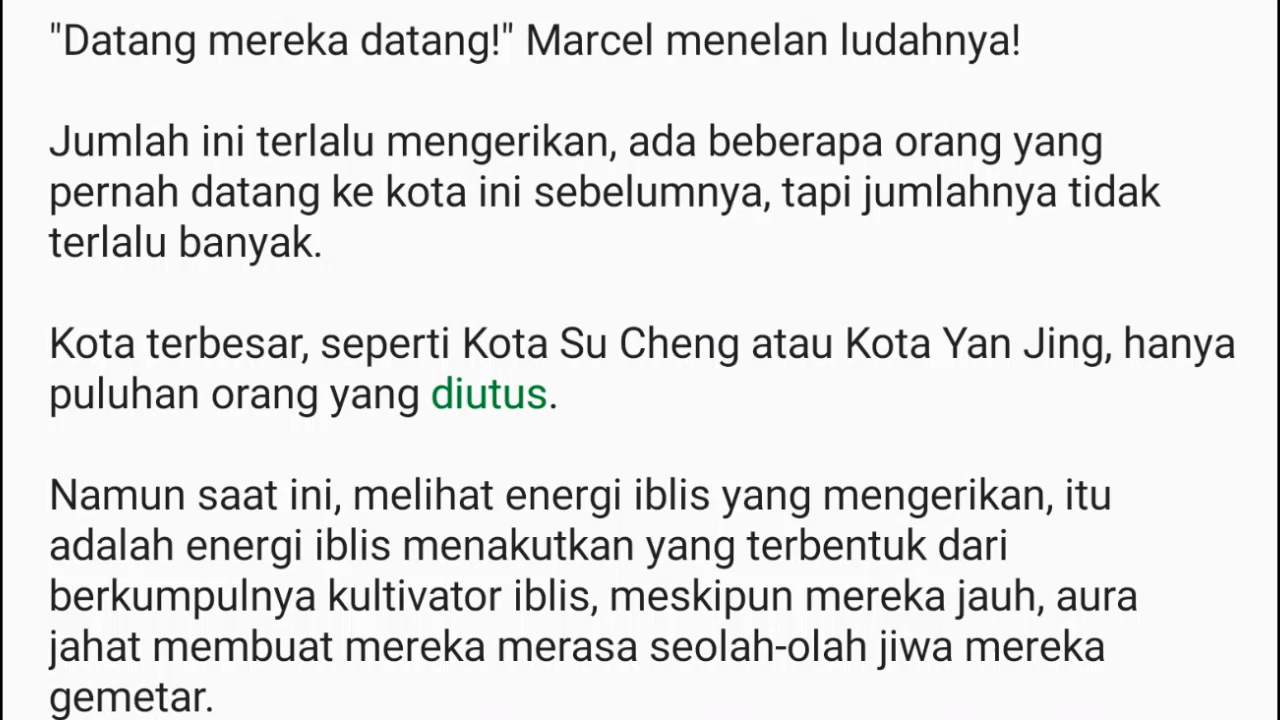 "Datang mereka datang!" Marcel menelan ludahnya!
Jumlah ini terlalu mengerikan, ada beberapa orang yang
pernah datang ke kota ini sebelumnya, tapi jumlahnya tidak
terlalu banyak.
Kota terbesar, seperti Kota Su Cheng atau Kota Yan Jing, hanya
puluhan orang yang diutus.
Namun saat ini, melihat energi iblis yang mengerikan, itu
adalah energi iblis menakutkan yang terbentuk dari
berkumpulnya kultivator iblis, meskipun mereka jauh, aura
jahat membuat mereka merasa seolah-olah jiwa mereka
gemetar.